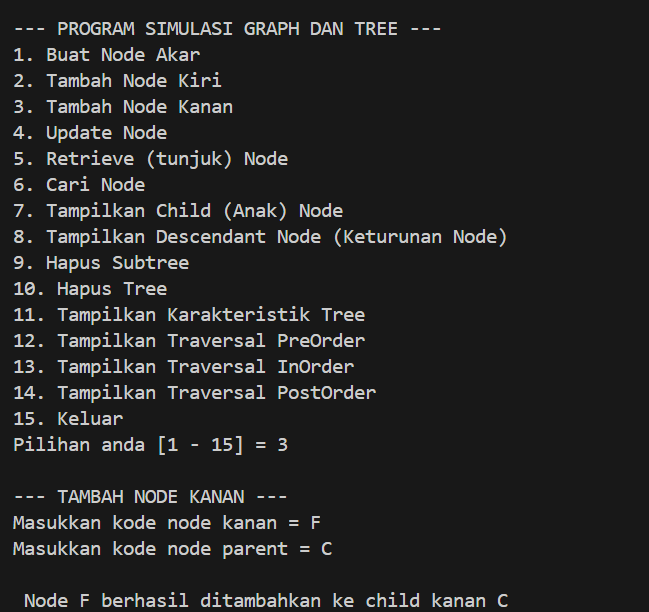 --- PROGRAM SIMULASI GRAPH DAN TREE ---
1. Buat Node Akar
2. Tambah Node Kiri
3. Tambah Node Kanan
4. Update Node
5. Retrieve (tunjuk) Node
6. Cari Node
7. Tampilkan Child (Anak) Node
8. Tampilkan Descendant Node (Keturunan Node)
9. Hapus Subtree
10. Hapus Tree
11. Tampilkan Karakteristik Tree
12. Tampilkan Traversal PreOrder
13. Tampilkan Traversal InOrder
14. Tampilkan Traversal PostOrder
15. Keluar
Pilihan anda [1 - 15] = 3
--- TAMBAH NODE KANAN ---
Masukkan kode node kanan = F
Masukkan kode node parent = C
Node F berhasil ditambahkan ke child kanan C